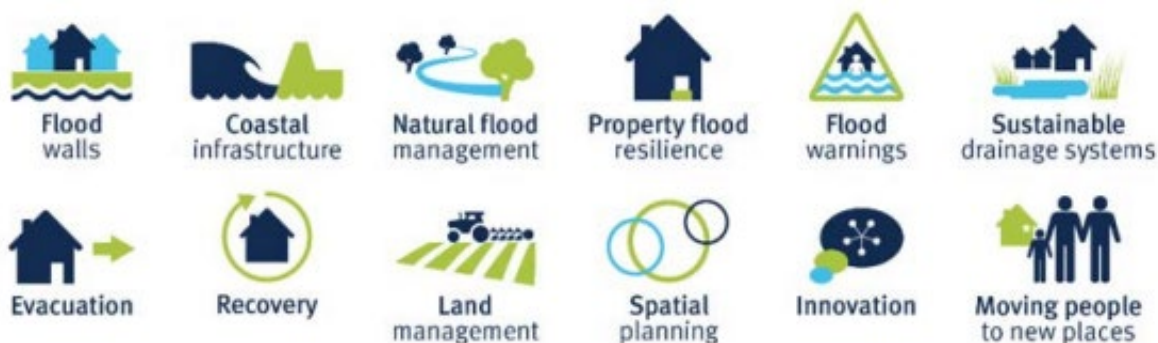 Flood
walls
Coastal
infrastructure
Natural flood
management
Property flood
resilience
Flood
warnings
Sustainable
drainage systems
Evacuation
Recovery
Land
management
Spatial
planning
Innovation
Moving people
to new places